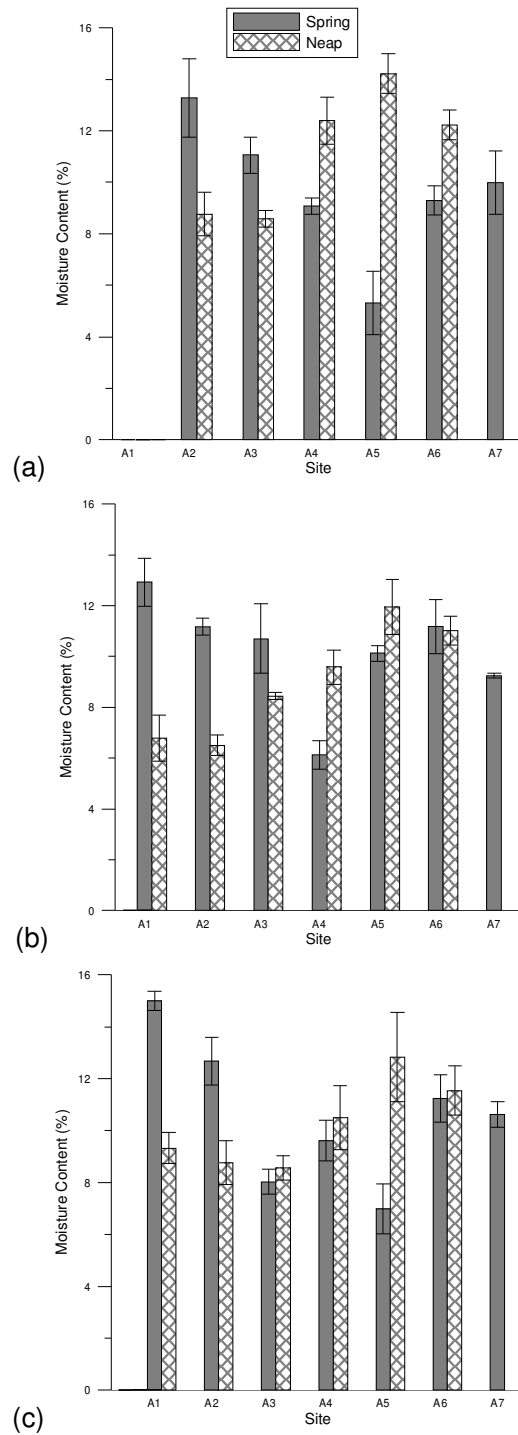 Spring
Neap
16
12
8
4
0
Moisture Content (%)
A1 A2 A3 A4 A5 A6 A7
Site
(a)
16
12
8
4
0
Moisture Content (%)
A1 A2 A3 A4 A5 A6 A7
Site
(b)
16
12
8
4
0
Moisture Content (%)
A1 A2 A3 A4 A5 A6 A7
Site
(c)